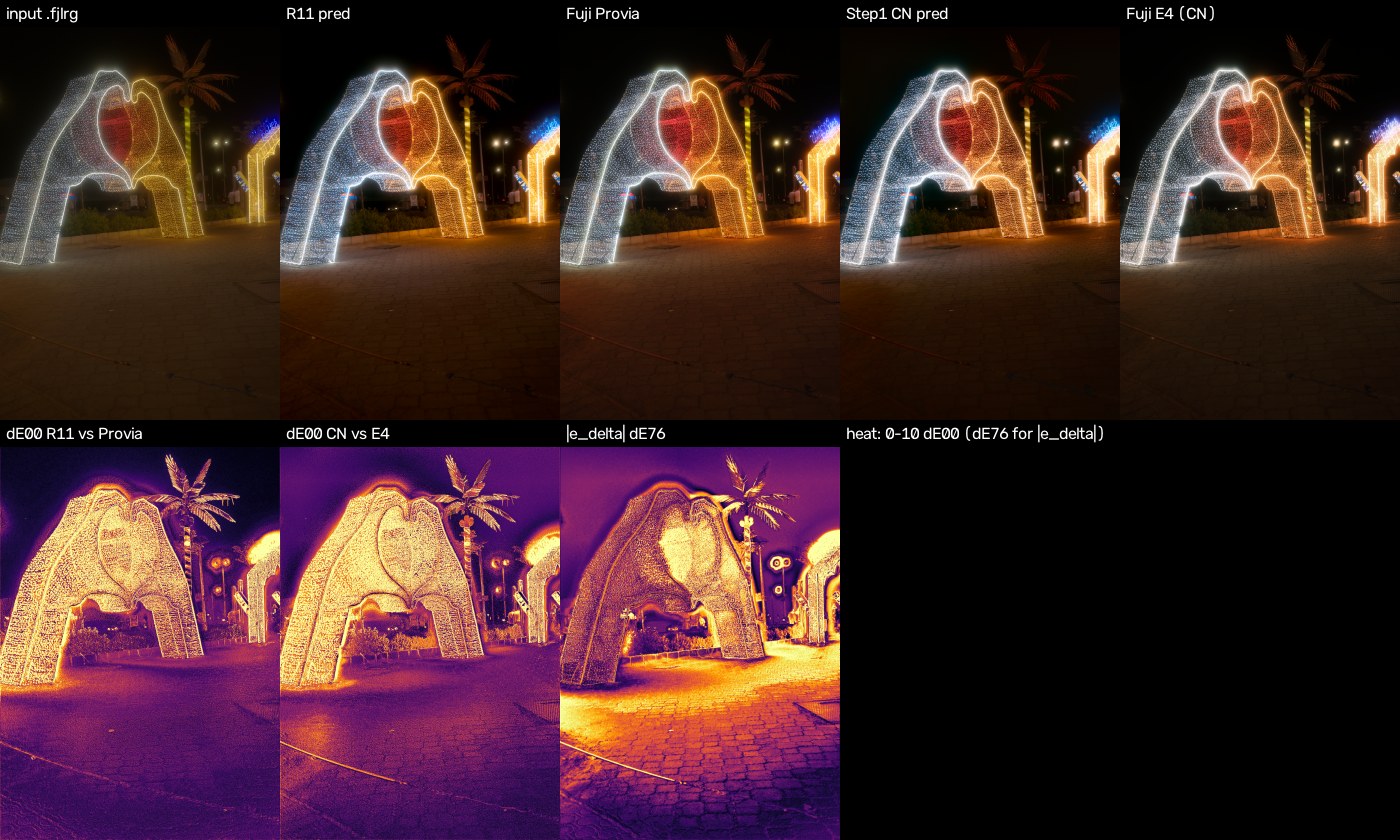 input .fjlrg
R11 pred
Fuji Provia
Step1 CN pred
Fuji E4 (CN)
dE00 R11 vs Provia
dE00 CN vs E4
|e_delta| dE76
heat: 0-10 dE00 (dE76 for |e_delta|)